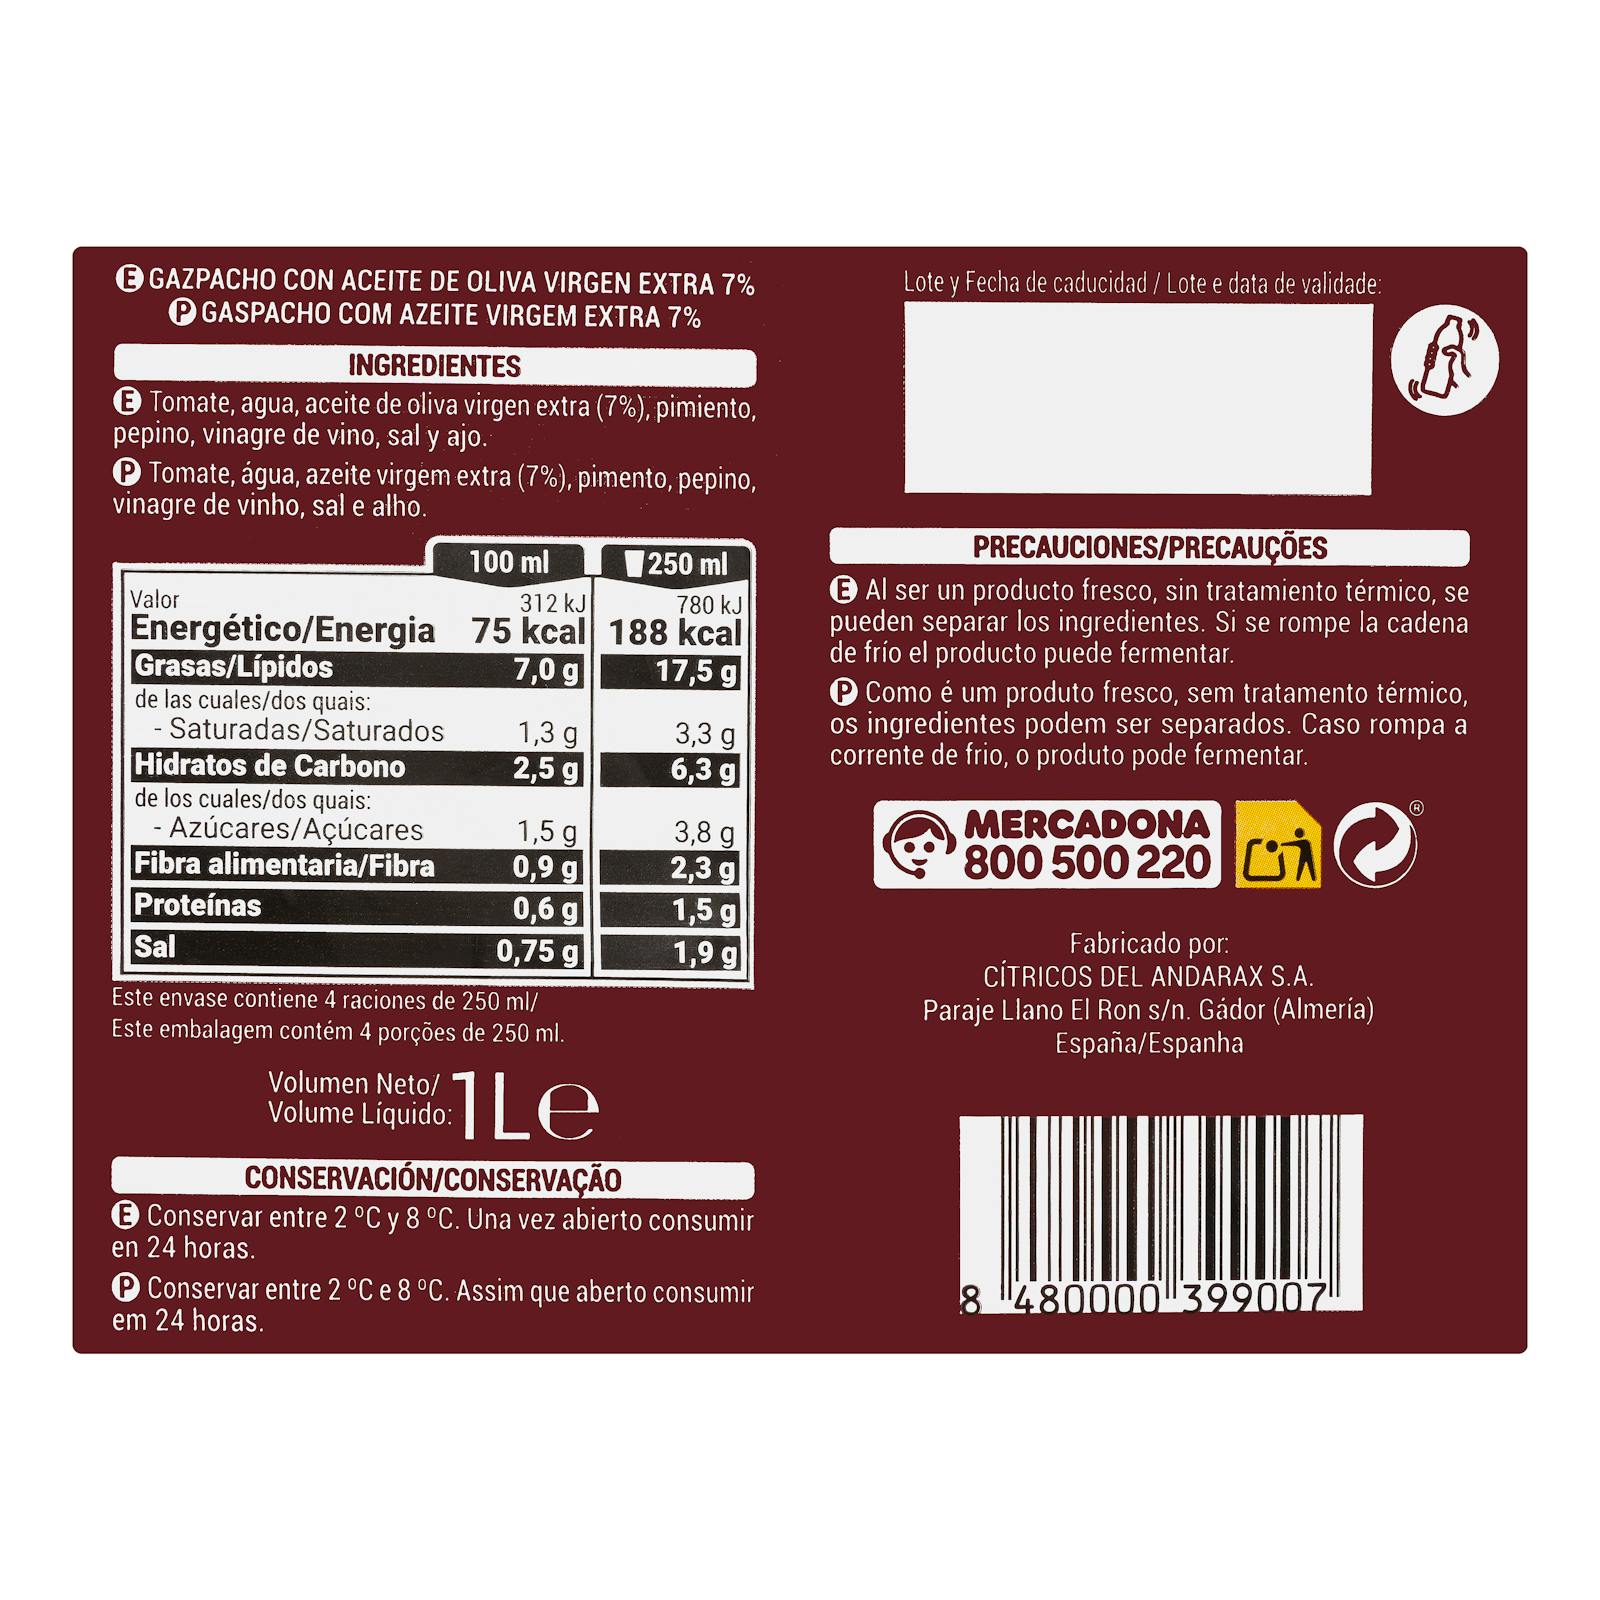 E GAZPACHO CON ACEITE DE OLIVA VIRGEN EXTRA 7%
P GASPACHO COM AZEITE VIRGEM EXTRA 7%
INGREDIENTES
E Tomate, agua, aceite de oliva virgen extra (7%), pimiento,
pepino, vinagre de vino, sal y ajo.
P Tomate, água, azeite virgem extra (7%), pimento, pepino,
vinagre de vinho, sal e alho.
100 ml 250 ml
Valor 312 kJ 780 kJ
Energético/Energia 75 kcal 188 kcal
Grasas/Lípidos 7,0 g 17,5 g
de las cuales/dos quais:
- Saturadas/Saturados 1,3 g 3,3 g
Hidratos de Carbono 2,5 g 6,3 g
de los cuales/dos quais:
- Azúcares/Açúcares 1,5 g 3,8 g
Fibra alimentaria/Fibra 0,9 g 2,3 g
Proteínas 0,6 g 1,5 g
Sal 0,75 g 1,9 g
Este envase contiene 4 raciones de 250 ml/
Este embalagem contém 4 porções de 250 ml.
Volumen Neto/
Volume Líquido: 1L e
CONSERVACIÓN/CONSERVAÇÃO
E Conservar entre 2 ºC y 8 ºC. Una vez abierto consumir
en 24 horas.
P Conservar entre 2 ºC e 8 ºC. Assim que aberto consumir
em 24 horas.
Lote y Fecha de caducidad / Lote e data de validade:
PRECAUCIONES/PRECAUÇÕES
E Al ser un producto fresco, sin tratamiento térmico, se
pueden separar los ingredientes. Si se rompe la cadena
de frío el producto puede fermentar.
P Como é um produto fresco, sem tratamento térmico,
os ingredientes podem ser separados. Caso rompa a
corrente de frio, o produto pode fermentar.
MERCADONA
800 500 220
®
Fabricado por:
CÍTRICOS DEL ANDARAX S.A.
Paraje Llano El Ron s/n. Gádor (Almería)
España/Espanha
8 480000 399007